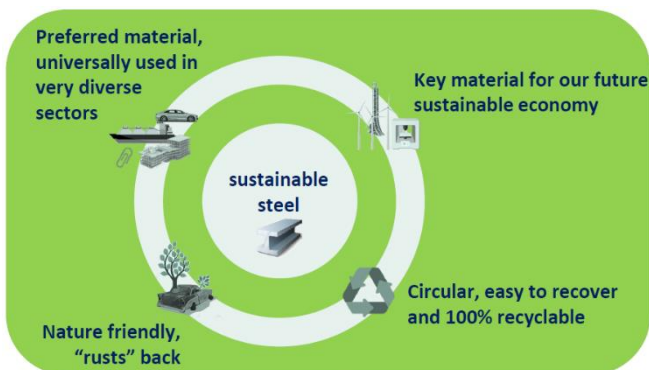 Preferred material,
universally used in
very diverse
sectors
Key material for our future
sustainable economy
sustainable
steel
Circular, easy to recover
and 100% recyclable
Nature friendly,
“rusts” back